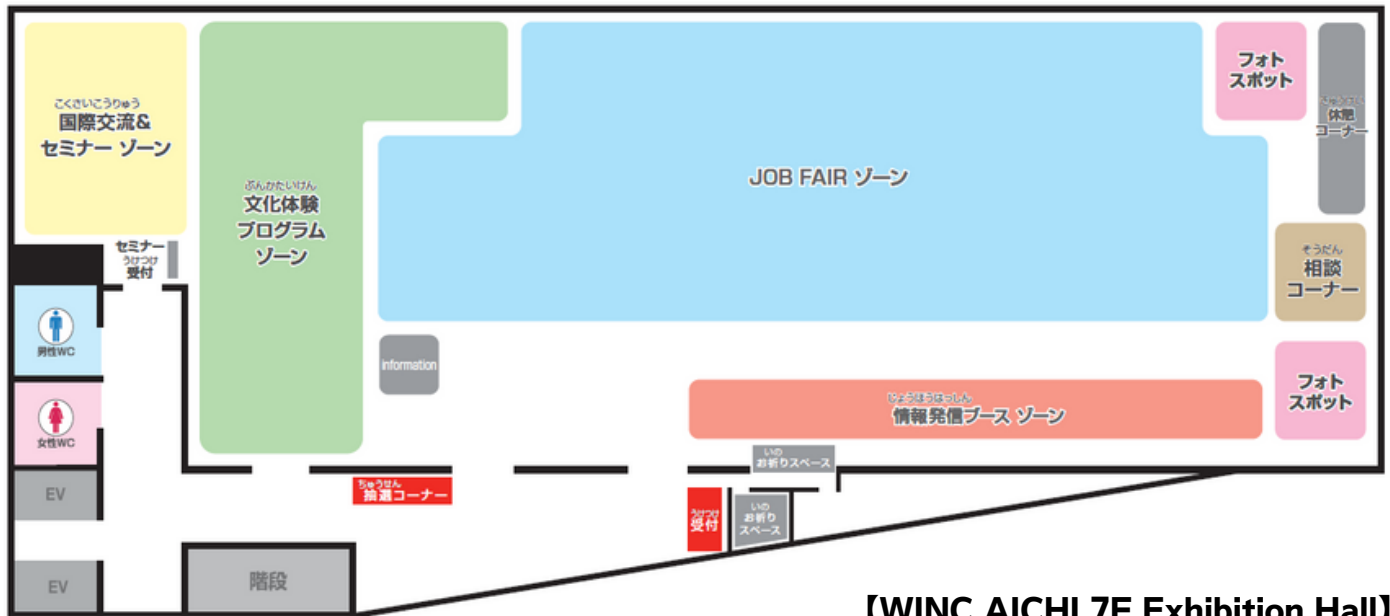 こくさいこうりゅう
国際交流&
セミナー ゾーン
ぶんかたいけん
文化体験
プログラム
ゾーン
JOB FAIR ゾーン
フォト
スポット
きゅうけい
休憩
コーナー
そうだん
相談
コーナー
フォト
スポット
セミナー
うけつけ
受付
男性WC
女性WC
EV
EV
information
じょうほうはっしん
情報発信ブース ゾーン
いの
お祈りスペース
ちゅうせん
抽選コーナー
うけつけ
受付
いの
お祈り
スペース
階段
【WINC AICHI 7F Exhibition Hall】